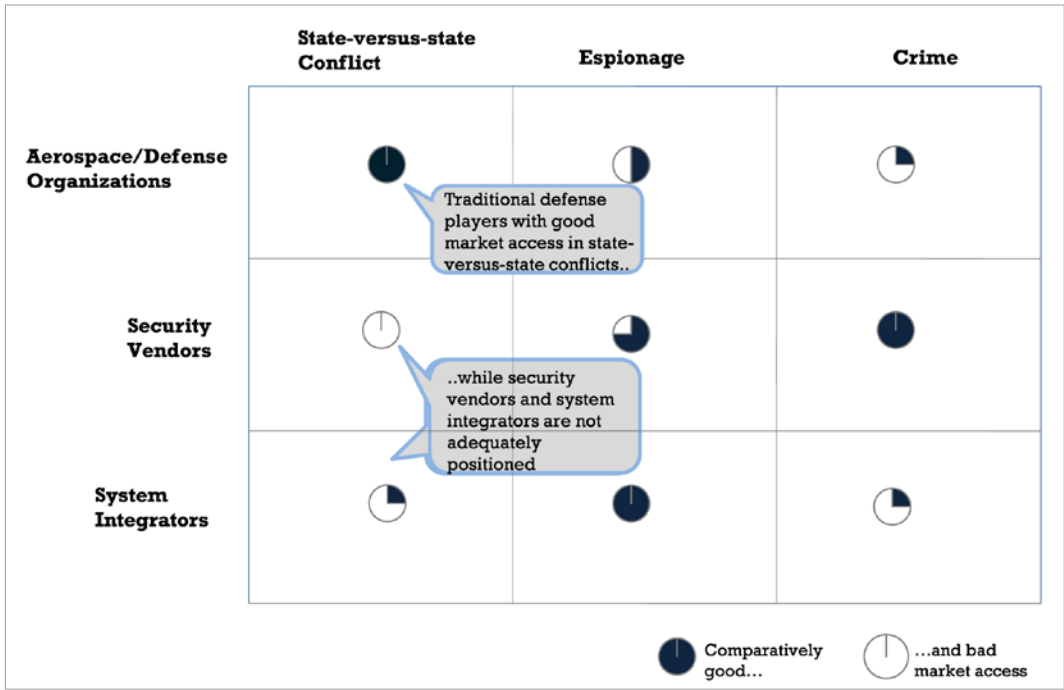 State-versus-state
Conflict
Espionage
Crime
Aerospace/Defense
Organizations
Traditional defense
players with good
market access in state-
versus-state conflicts..
Security
Vendors
..while security
vendors and system
integrators are not
adequately
positioned
System
Integrators
Comparatively
good...
...and bad
market access